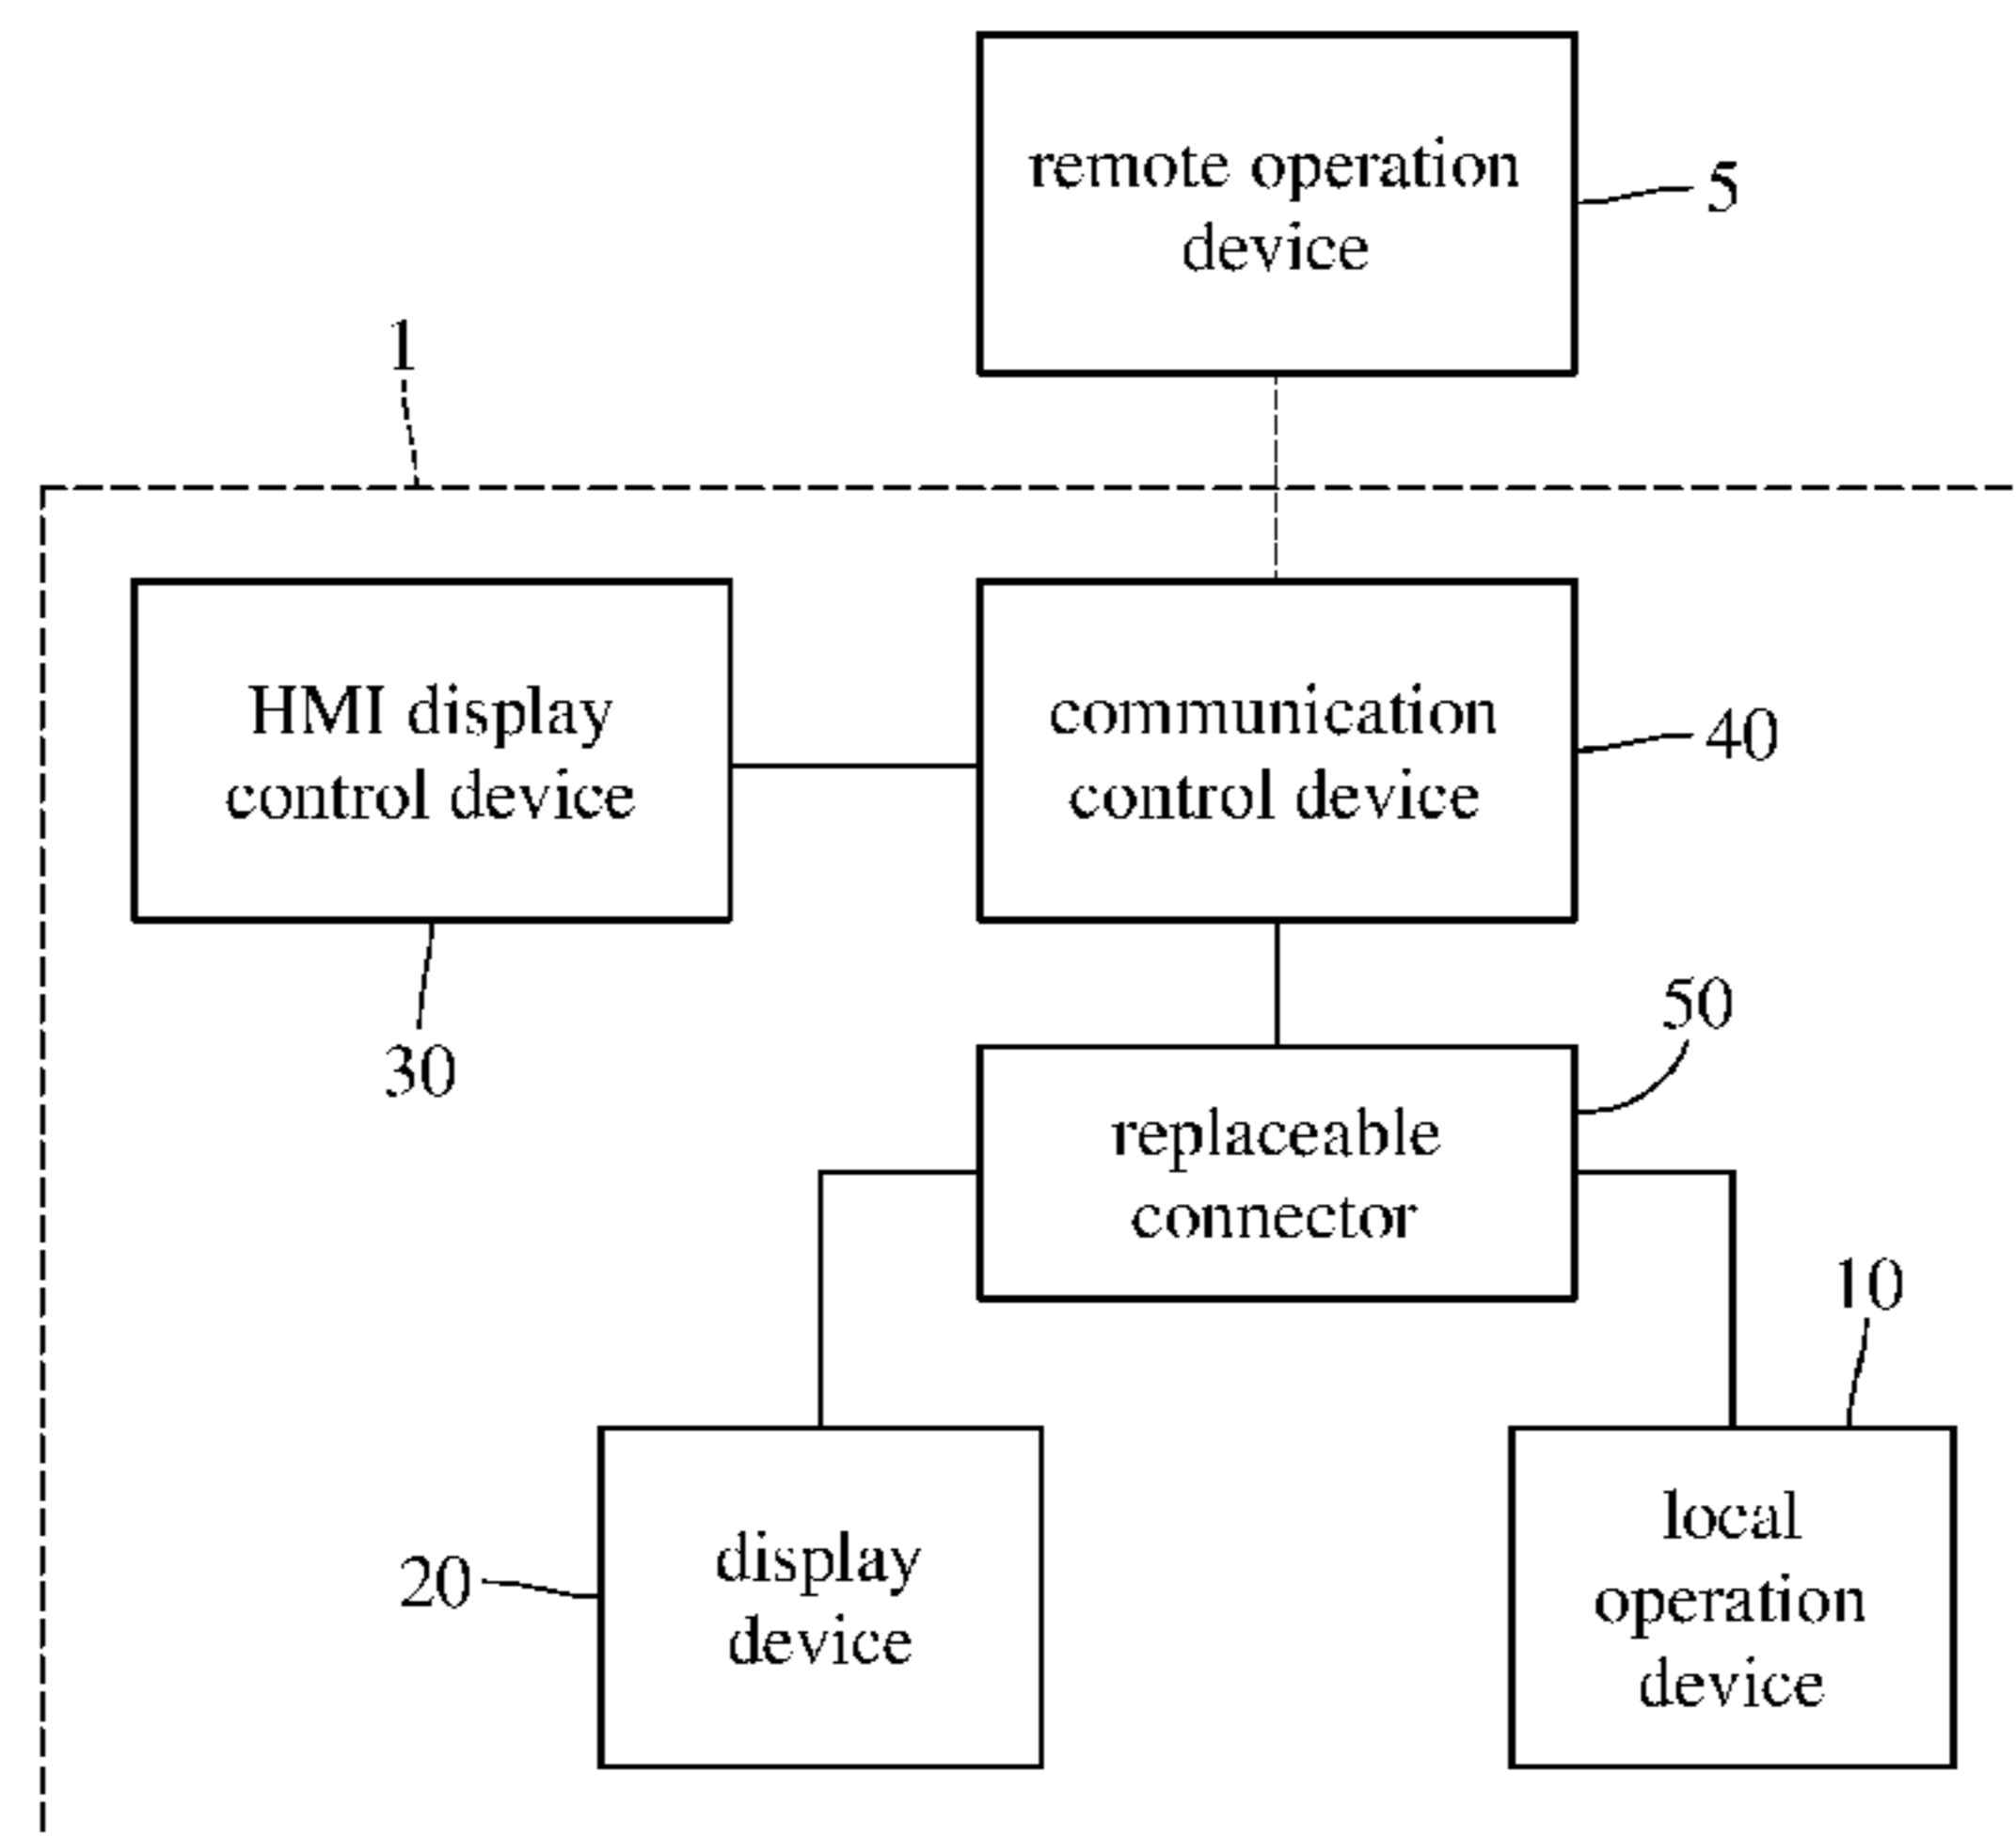 remote operation
device
5
1
HMI display
control device
communication
control device
40
30
50
replaceable
connector
10
display
device
20
local
operation
device